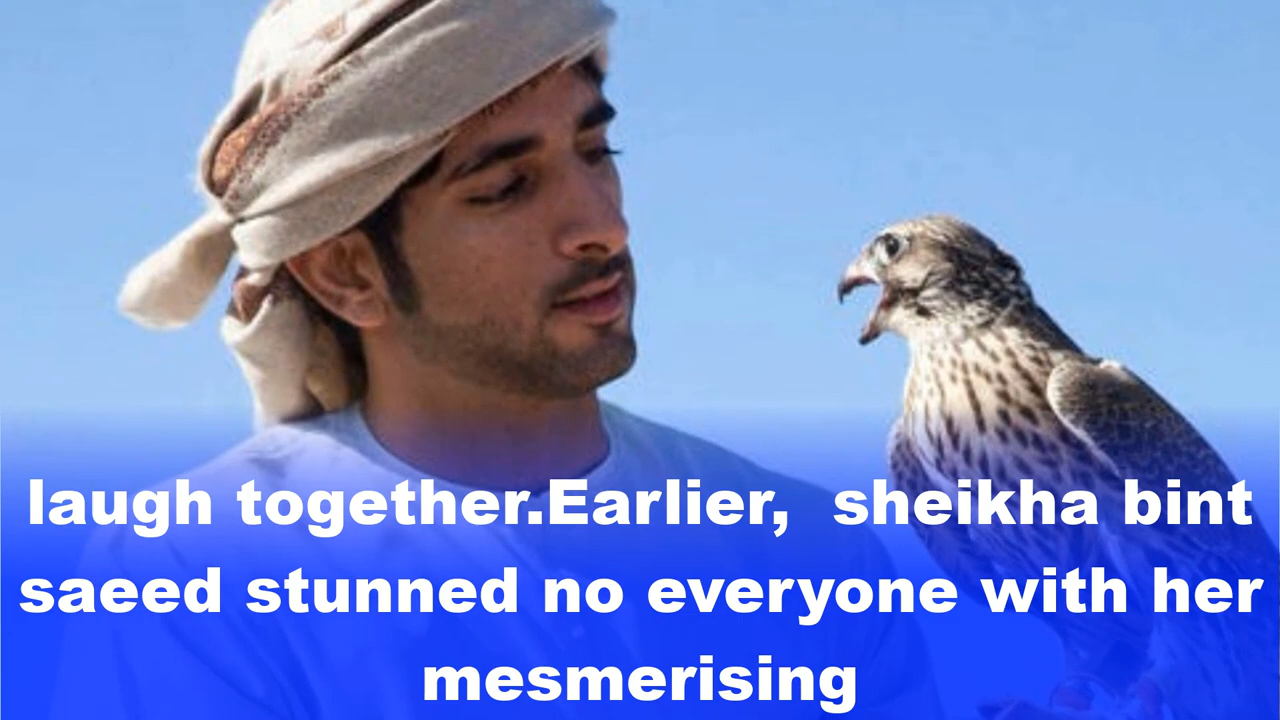 laugh together.Earlier,  sheikha bint
saeed stunned no everyone with her
mesmerising